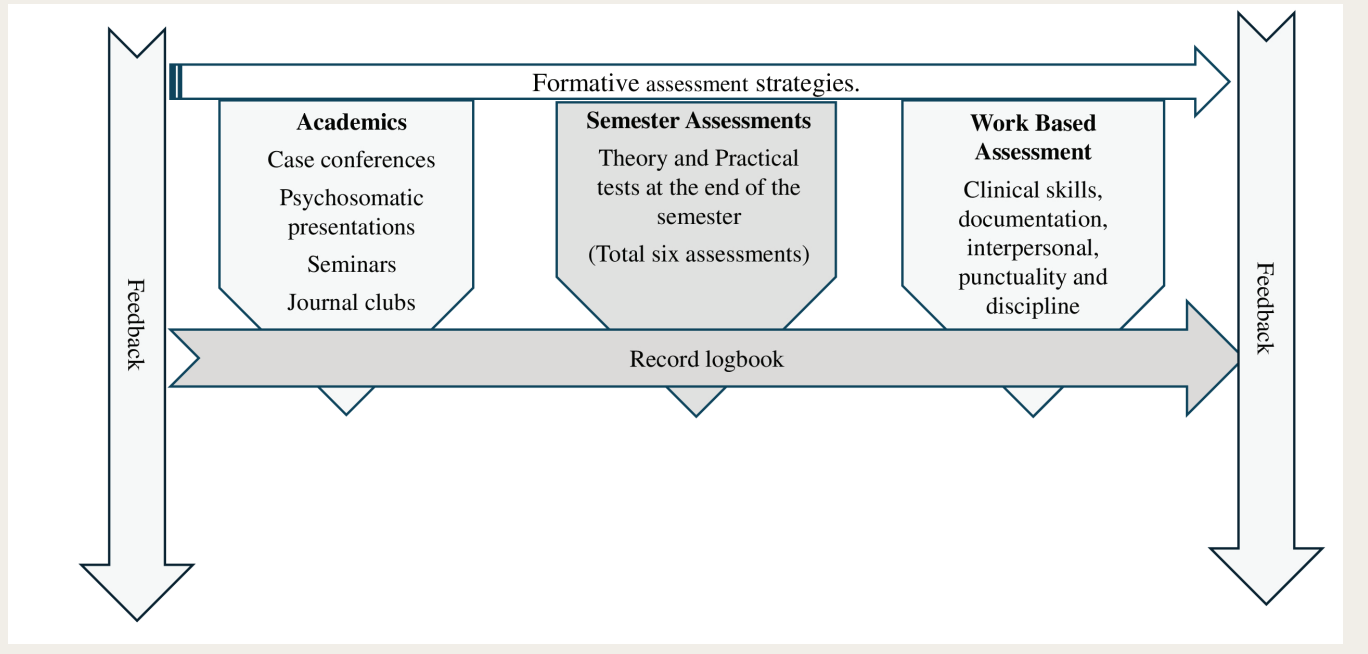 Formative assessment strategies.
Academics
Case conferences
Psychosomatic
presentations
Seminars
Journal clubs
Semester Assessments
Theory and Practical
tests at the end of the
semester
(Total six assessments)
Work Based
Assessment
Clinical skills,
documentation,
interpersonal,
punctuality and
discipline
Feedback
Record logbook
Feedback